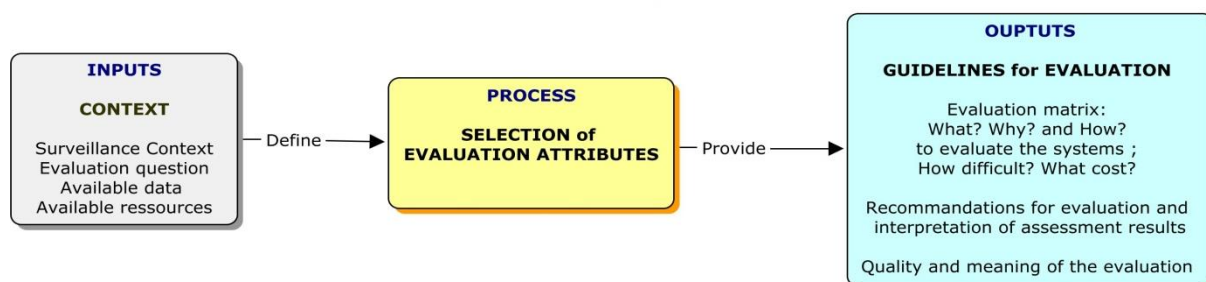 INPUTS
CONTEXT
Surveillance Context
Evaluation question
Available data
Available ressources
Define
PROCESS
SELECTION of
EVALUATION ATTRIBUTES
Provide
OUPTUTS
GUIDELINES for EVALUATION
Evaluation matrix:
What? Why? and How?
to evaluate the systems ;
How difficult? What cost?
Recommandations for evaluation and
interpretation of assessment results
Quality and meaning of the evaluation